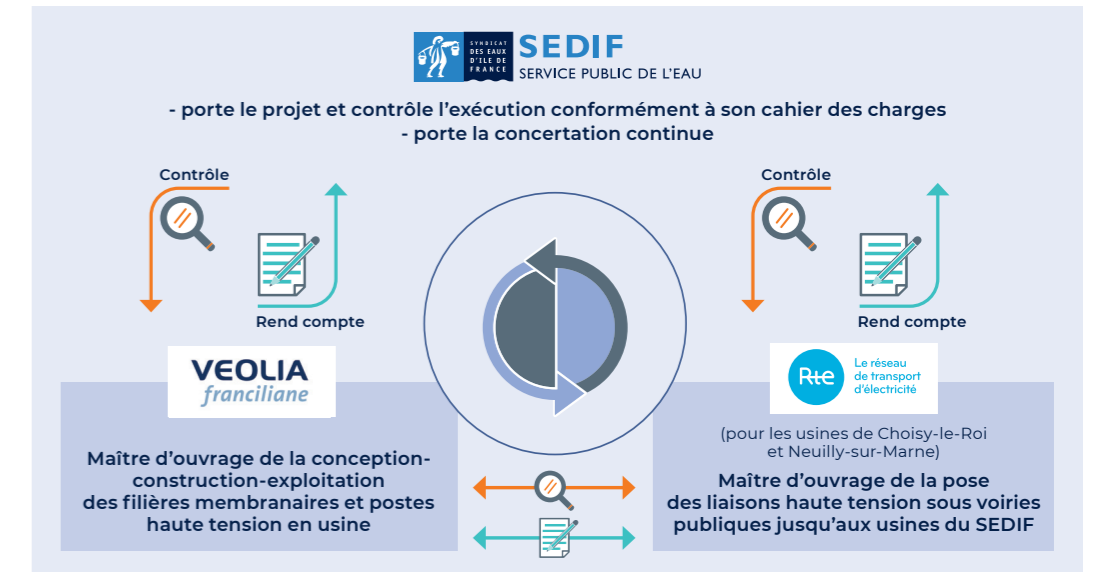 SYNDICAT
DES EAUX
D'ILE DE
FRANCE
SEDIF
SERVICE PUBLIC DE L'EAU
- porte le projet et contrôle l'exécution conformément à son cahier des charges
- porte la concertation continue
Contrôle
Rend compte
Contrôle
Rend compte
VEOLIA
franciliane
Maître d'ouvrage de la conception-
construction-exploitation
des filières membranaires et postes
haute tension en usine
Rte
Le réseau
de transport
d'électricité
(pour les usines de Choisy-le-Roi
et Neuilly-sur-Marne)
Maître d'ouvrage de la pose
des liaisons haute tension sous voiries
publiques jusqu'aux usines du SEDIF